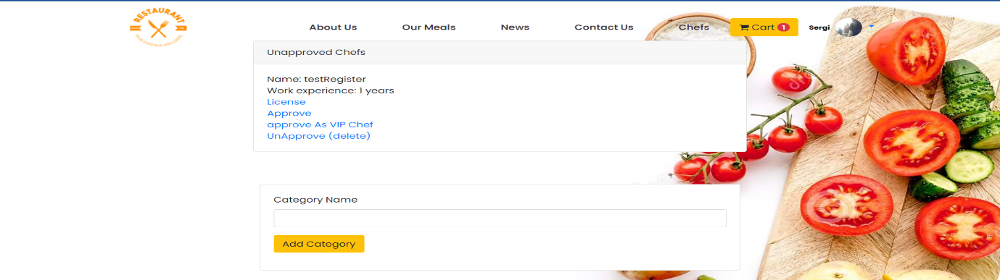 RESTAURANT
About Us
Our Meals
News
Contact Us
Chefs
Cart 1
Sergi
Unapproved Chefs
Name: testRegister
Work experience: 1 years
License
Approve
approve As VIP Chef
UnApprove (delete)
Category Name
Add Category